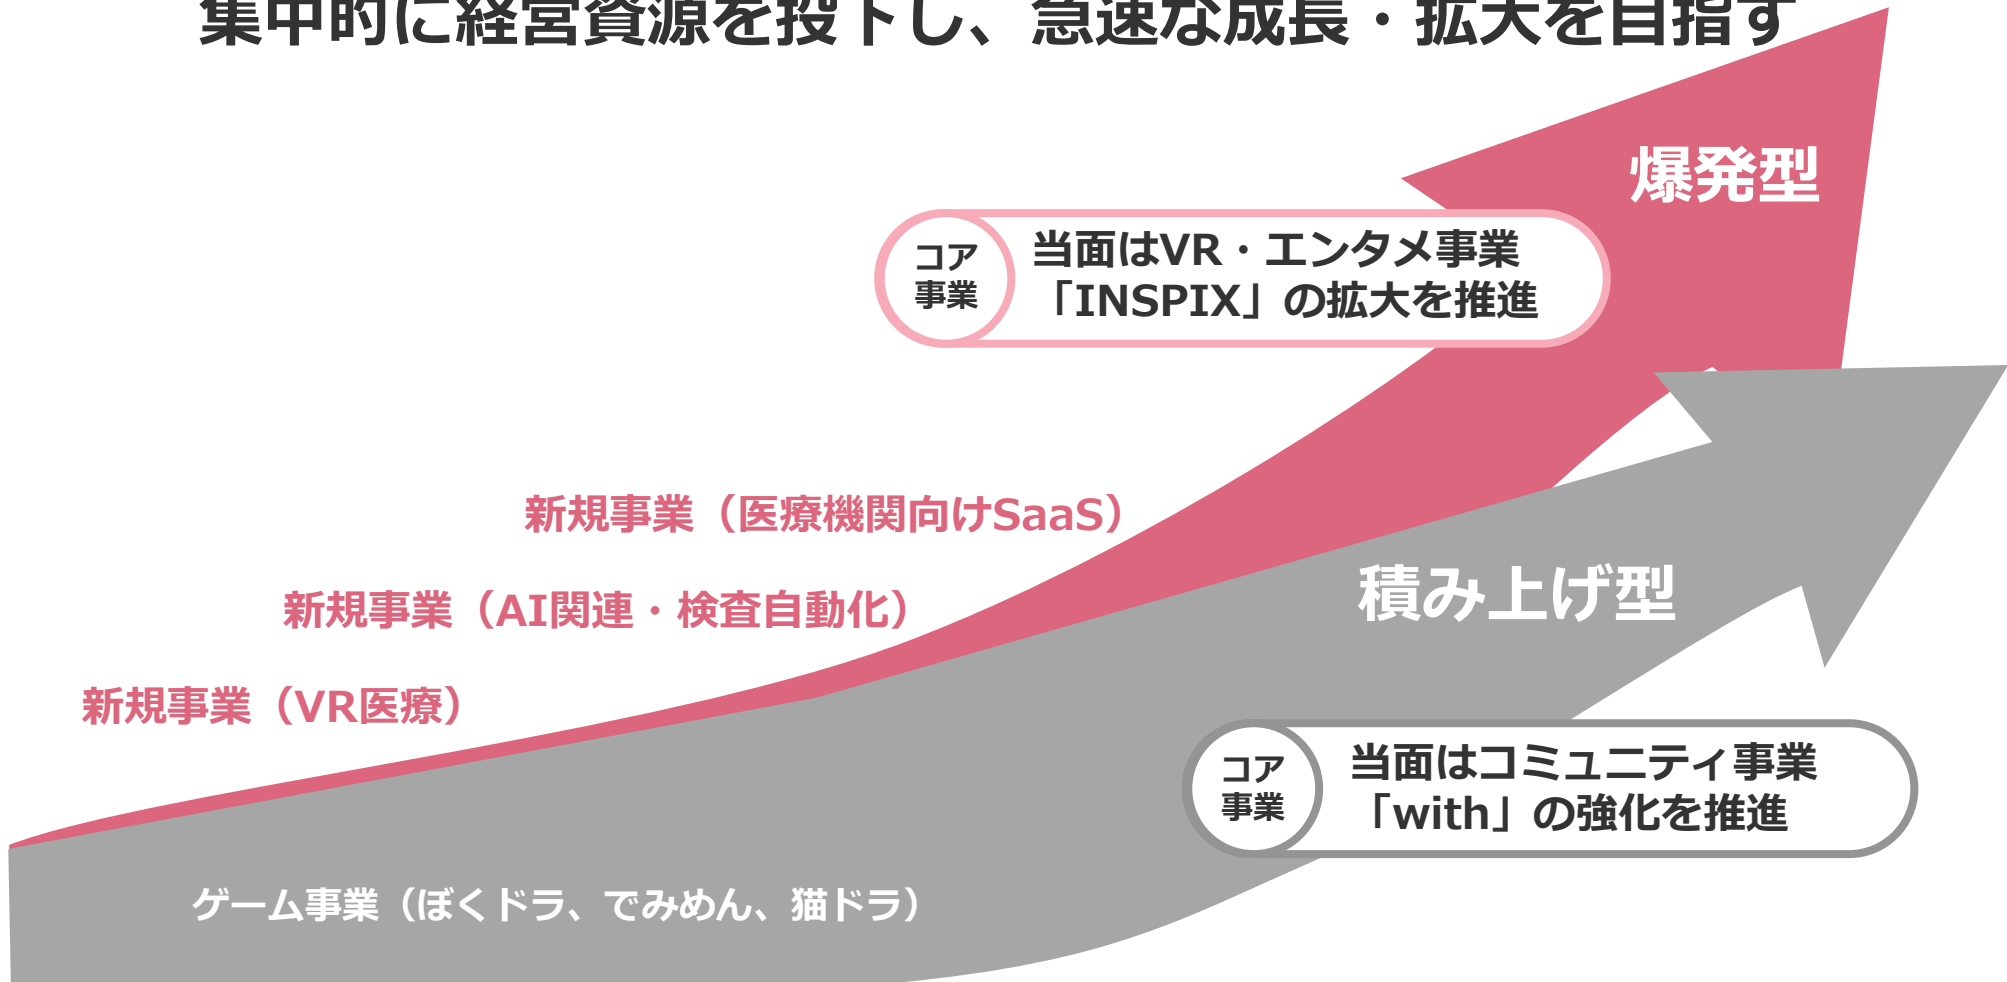 集中的に経営資源を投下し、急速な成長・拡大を目指す
爆発型
コア
事業
当面はVR・エンタメ事業
「INSPIX」の拡大を推進
新規事業（医療機関向けSaaS）
積み上げ型
新規事業（AI関連・検査自動化）
新規事業（VR医療）
コア
事業
当面はコミュニティ事業
「with」の強化を推進
ゲーム事業（ぼくドラ、でみめん、猫ドラ）